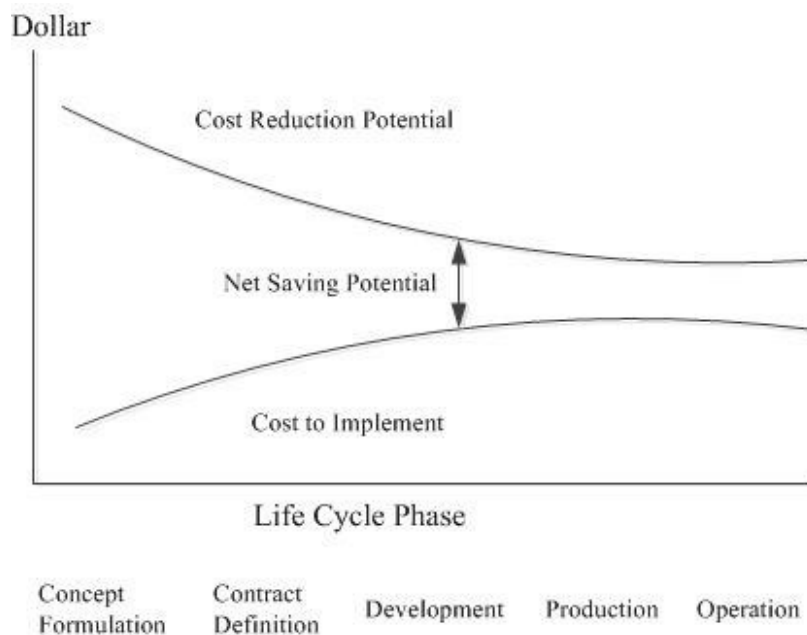 Dollar
Cost Reduction Potential
Net Saving Potential
Cost to Implement
Life Cycle Phase
Concept
Formulation
Contract
Definition
Development
Production
Operation